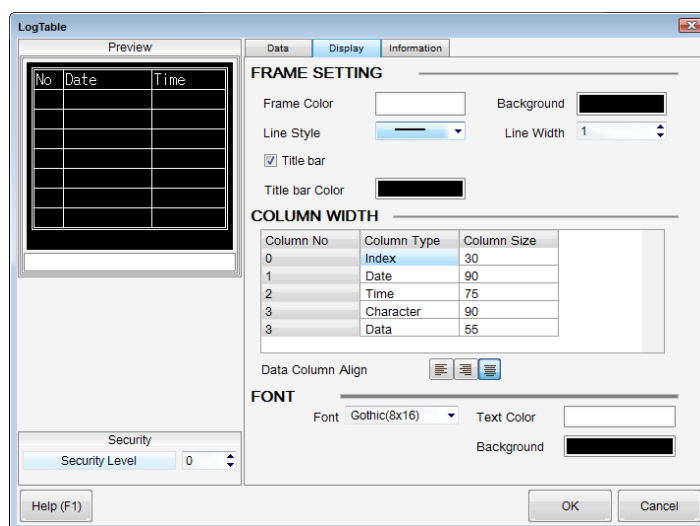 LogTable
Preview
No Date Time
Security
Security Level 0
Data Display Information
FRAME SETTING
Frame Color Background
Line Style Line Width 1
Title bar
Title bar Color
COLUMN WIDTH
Column No Column Type Column Size
0 Index 30
1 Date 90
2 Time 75
3 Character 90
3 Data 55
Data Column Align
FONT
Font Gothic(8x16) Text Color
Background
Help (F1) OK Cancel